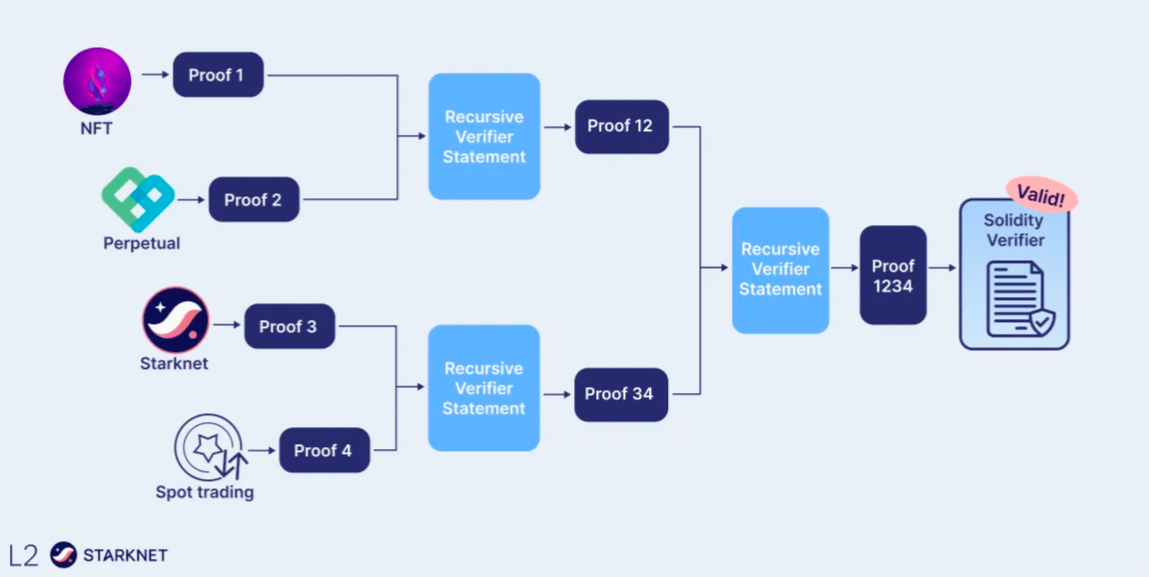 NFT
Proof 1
Perpetual
Proof 2
Recursive
Verifier
Statement
Proof 12
Starknet
Proof 3
Spot trading
Proof 4
Recursive
Verifier
Statement
Proof 34
Recursive
Verifier
Statement
Proof
1234
Valid!
Solidity
Verifier
L2 STARKNET